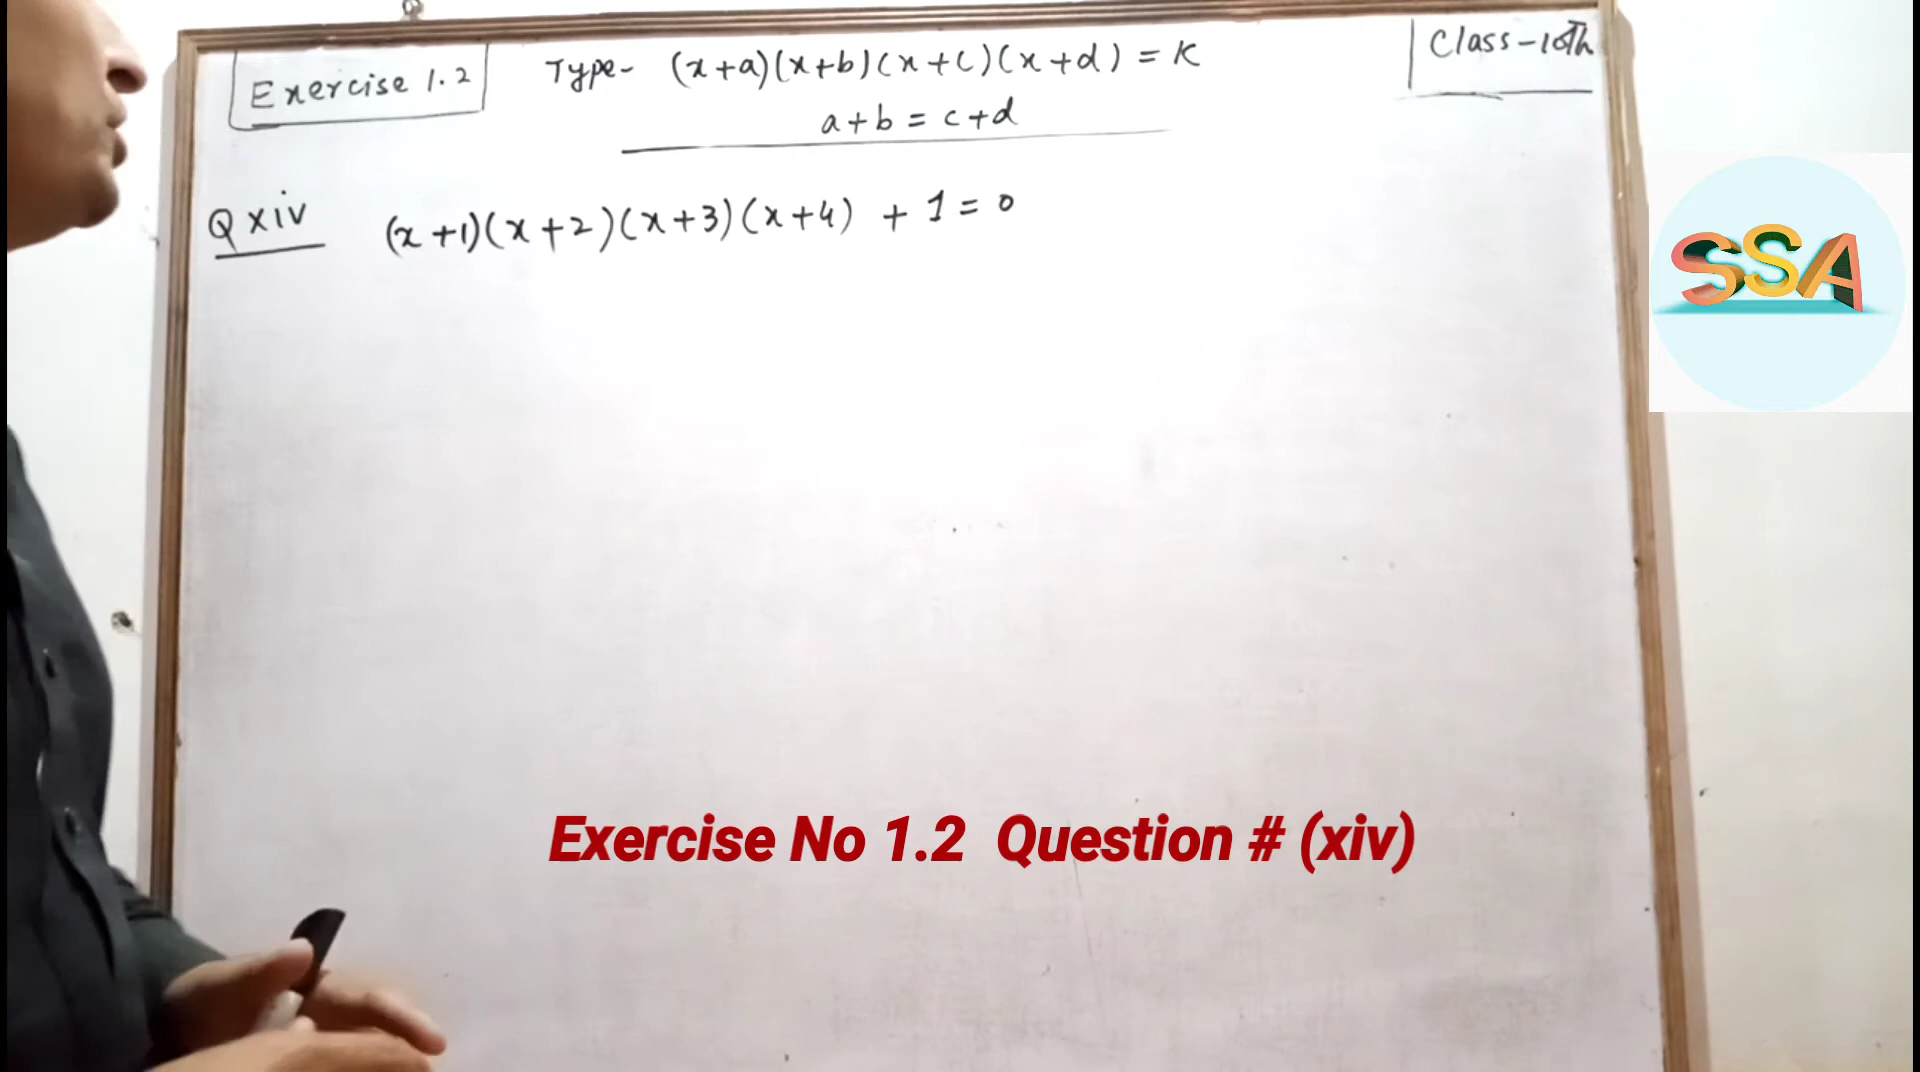 Exercise 1.2
Type- (x+a)(x+b)(x+c)(x+d) = K
a+b = c+d
Class-10th
Q xiv (x+1)(x+2)(x+3)(x+4) + 1 = 0
SSA
Exercise No 1.2 Question # (xiv)